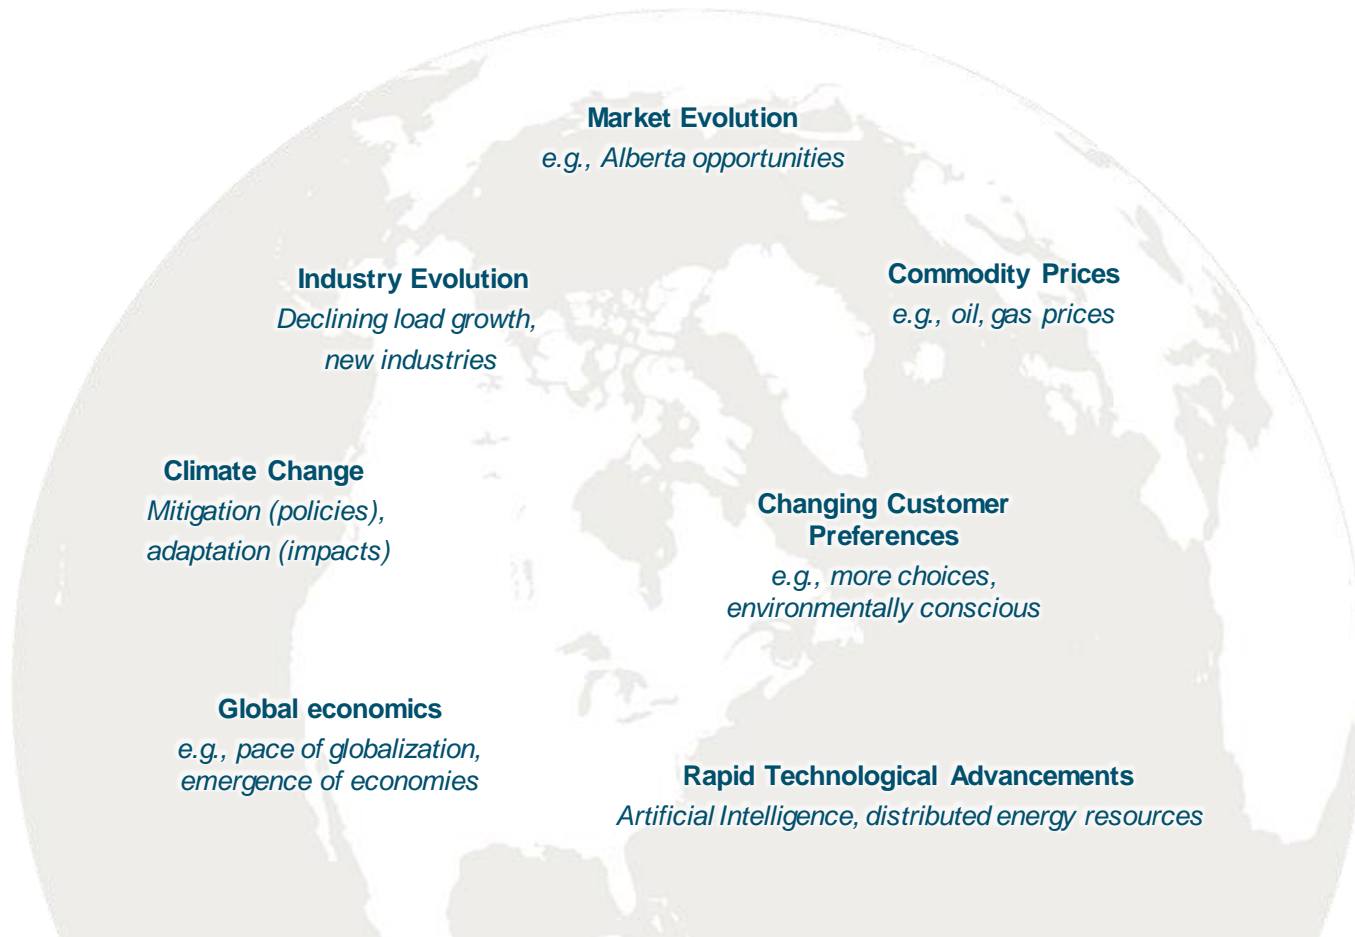 Market Evolution
e.g., Alberta opportunities
Industry Evolution
Declining load growth,
new industries
Commodity Prices
e.g., oil, gas prices
Climate Change
Mitigation (policies),
adaptation (impacts)
Changing Customer
Preferences
e.g., more choices,
environmentally conscious
Global economics
e.g., pace of globalization,
emergence of economies
Rapid Technological Advancements
Artificial Intelligence, distributed energy resources